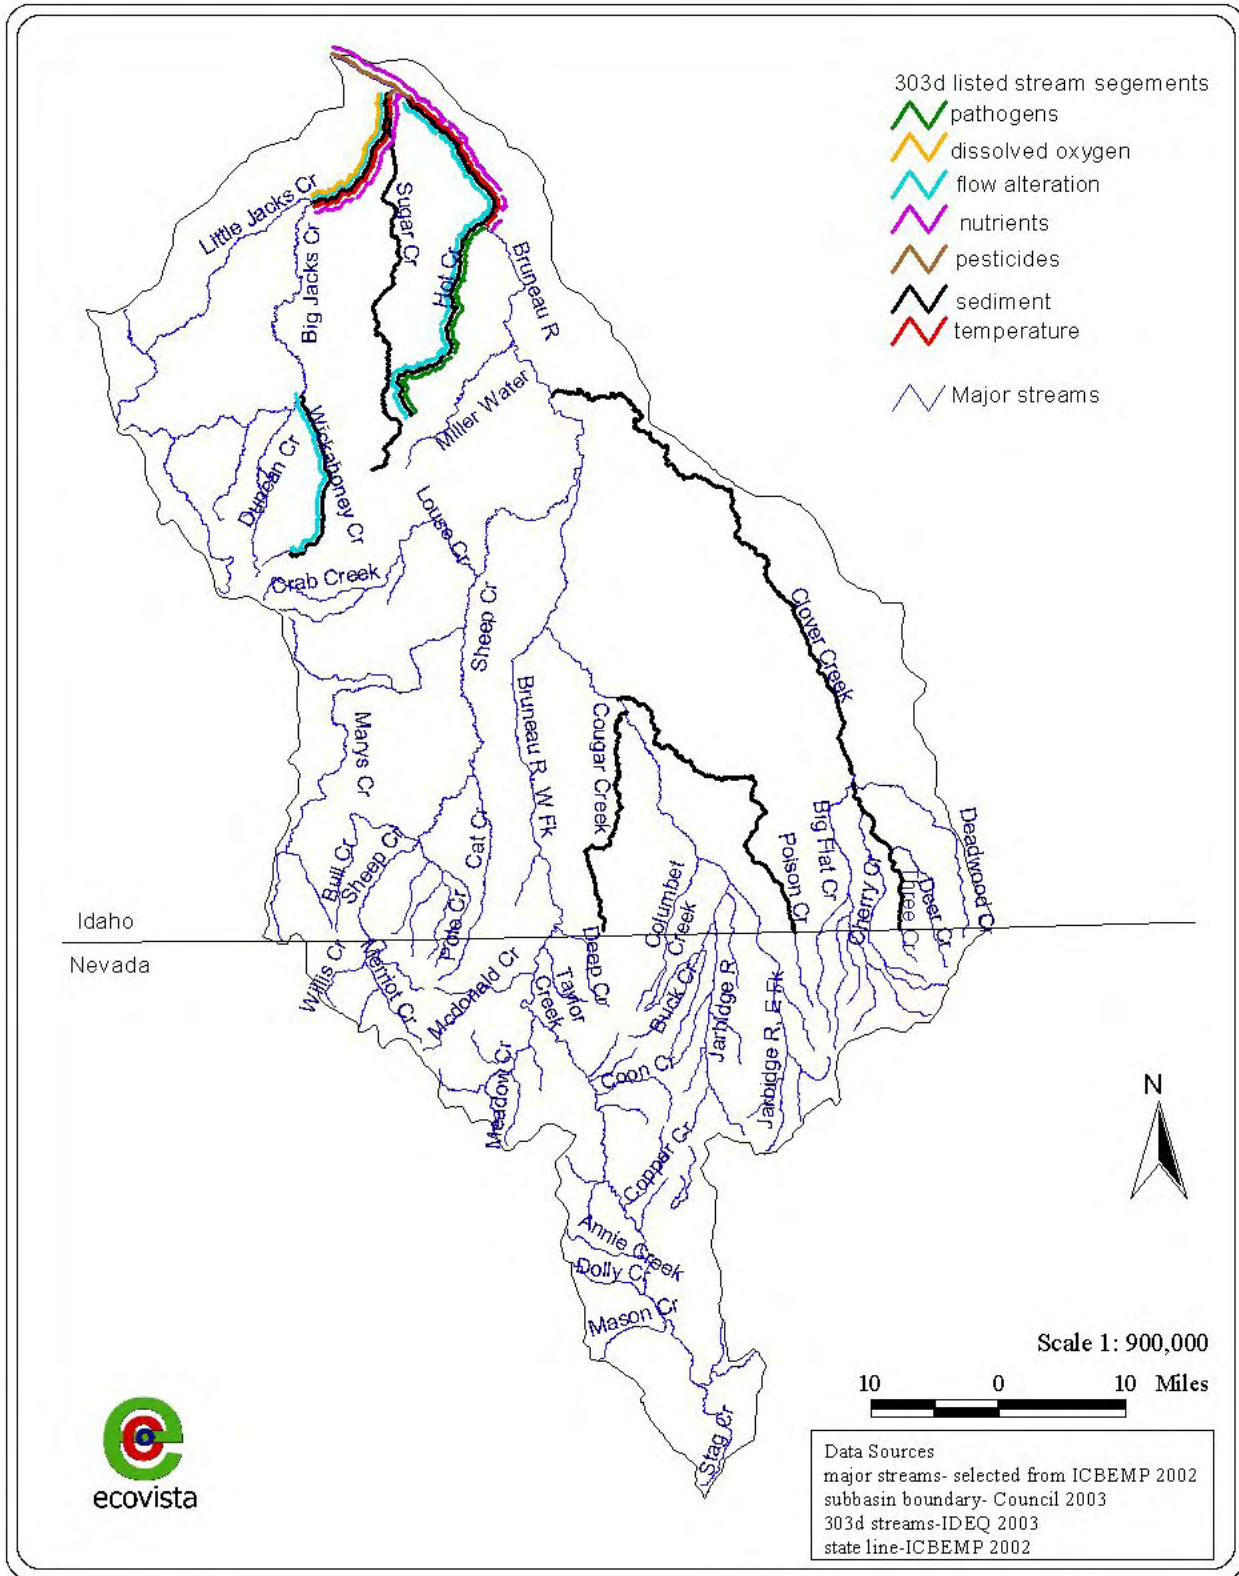 303d listed stream segements
pathogens
dissolved oxygen
flow alteration
nutrients
pesticides
sediment
temperature
Major streams
Little Jacks Cr
Big Jacks Cr
Sugar Cr
Hot Cr
Bruneau R
Miller Water
Wickahoney Cr
Duncan Cr
Louse Cr
Crab Creek
Sheep Cr
Clover Creek
Marys Cr
Bruneau R, W Fk
Cougar Creek
Cat Cr
Bull Cr
Sheep Cr
Pole Cr
Columbet
Creek
Poison Cr
Big Flat Cr
Cherry Cr
Three Cr
Deer Cr
Deadwood Cr
Idaho
Nevada
Willis Cr
Merriot Cr
Mcdonald Cr
Deep Cr
Taylor
Creek
Buck Cr
Jarbidge R
Jarbidge R, E Fk
Coon Cr
Meadow Cr
Copper Cr
Annie Creek
Dolly Cr
Mason Cr
Stag Cr
N
Scale 1: 900,000
10 0 10 Miles
ecovista
Data Sources
major streams- selected from ICBEMP 2002
subbasin boundary- Council 2003
303d streams-IDEQ 2003
state line-ICBEMP 2002